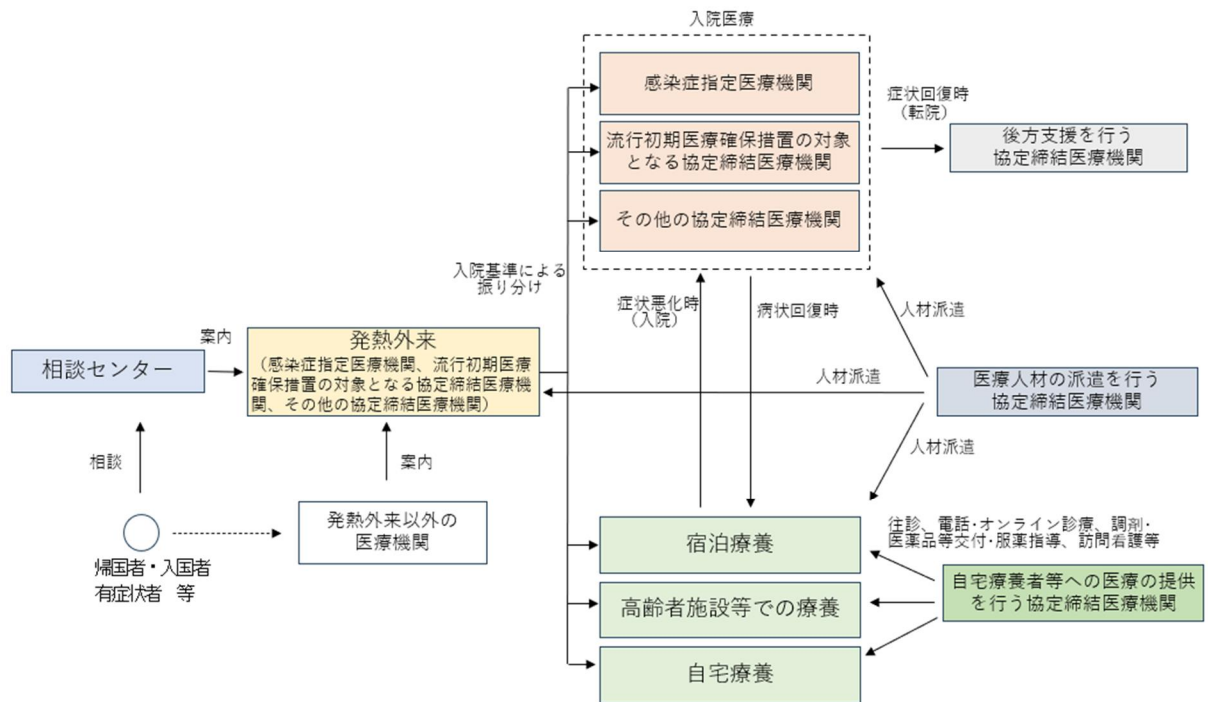 入院医療
感染症指定医療機関
流行初期医療確保措置の対象
となる協定締結医療機関
その他の協定締結医療機関
症状回復時
（転院）
後方支援を行う
協定締結医療機関
入院基準による
振り分け
症状悪化時
（入院）
病状回復時
人材派遣
案内
相談センター
発熱外来
（感染症指定医療機関、流行初期医療
確保措置の対象となる協定締結医療機
関、その他の協定締結医療機関）
人材派遣
医療人材の派遣を行う
協定締結医療機関
人材派遣
相談
案内
帰国者・入国者
有症状者　等
発熱外来以外の
医療機関
宿泊療養
高齢者施設等での療養
自宅療養
往診、電話･オンライン診療、調剤･
医薬品等交付･服薬指導、訪問看護等
自宅療養者等への医療の提供
を行う協定締結医療機関